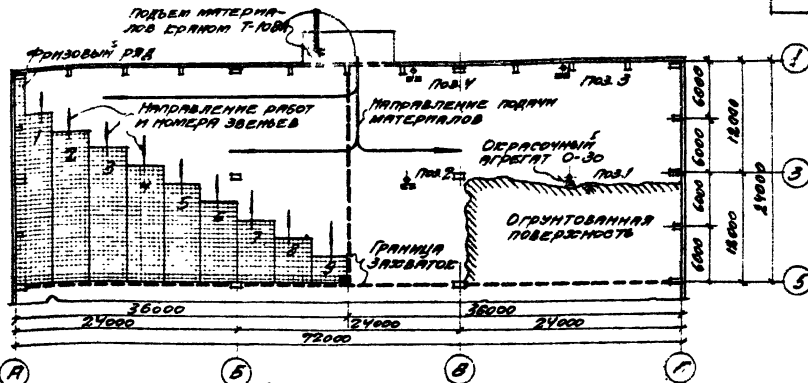 ПОДЪЕМ МАТЕРИА-
ЛОВ КРАНОМ Т-108А
ФРИЗОВЫЙ РЯД
НАПРАВЛЕНИЕ РАБОТ
И НОМЕРА ЗВЕНЬЕВ
НАПРАВЛЕНИЕ ПОДАЧИ
МАТЕРИАЛОВ
ПОЗ.4
ПОЗ.3
ОКРАСОЧНЫЙ
АГРЕГАТ О-30
ПОЗ.2
ПОЗ.1
ОГРУНТОВАННАЯ
ПОВЕРХНОСТЬ
ГРАНИЦА
ЗАХВАТОК
1
2
3
4
5
6
7
8
9
6000
6000
6000
6000
12000
12000
24000
1
3
5
36000
36000
24000
24000
24000
72000
А
Б
В
Г